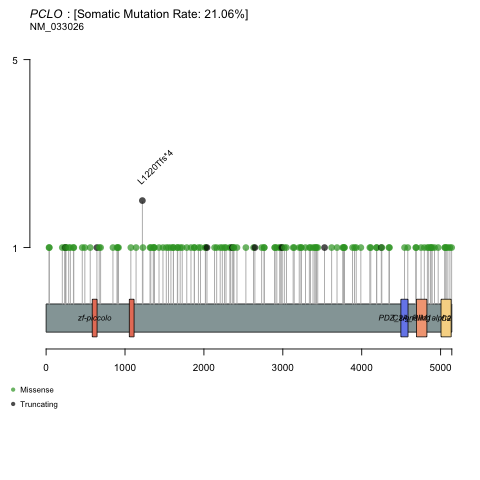 PCLO : [Somatic Mutation Rate: 21.06%]
NM_033026
5
L1220Tfs*4
1
zf-piccolo
0 1000 2000 3000 4000 5000
Missense
Truncating